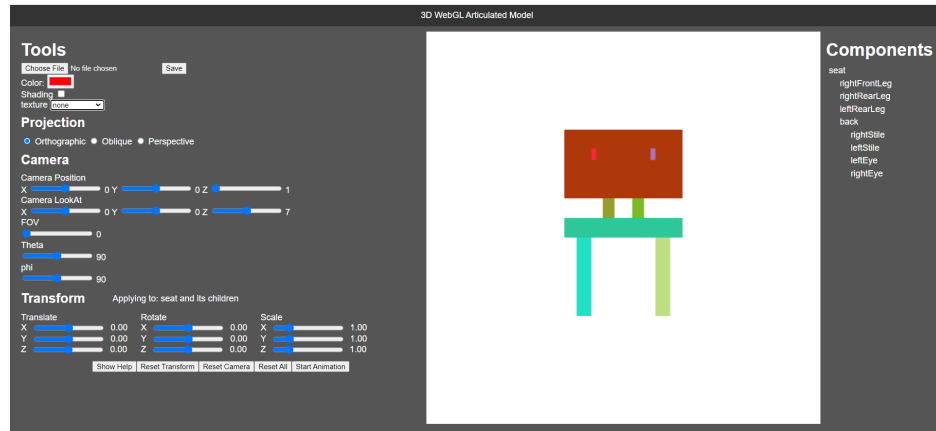 3D WebGL Articulated Model
Tools
Choose File No file chosen Save
Color:
Shading
texture none
Projection
Orthographic Oblique Perspective
Camera
Camera Position
X 0 Y 0 Z 1
Camera LookAt
X 0 Y 0 Z 7
FOV
0
Theta
90
phi
90
Transform Applying to: seat and its children
Translate Rotate Scale
X 0.00 X 0.00 X 1.00
Y 0.00 Y 0.00 Y 1.00
Z 0.00 Z 0.00 Z 1.00
Show Help Reset Transform Reset Camera Reset All Start Animation
Components
seat
rightFrontLeg
rightRearLeg
leftRearLeg
back
rightStile
leftStile
leftEye
rightEye